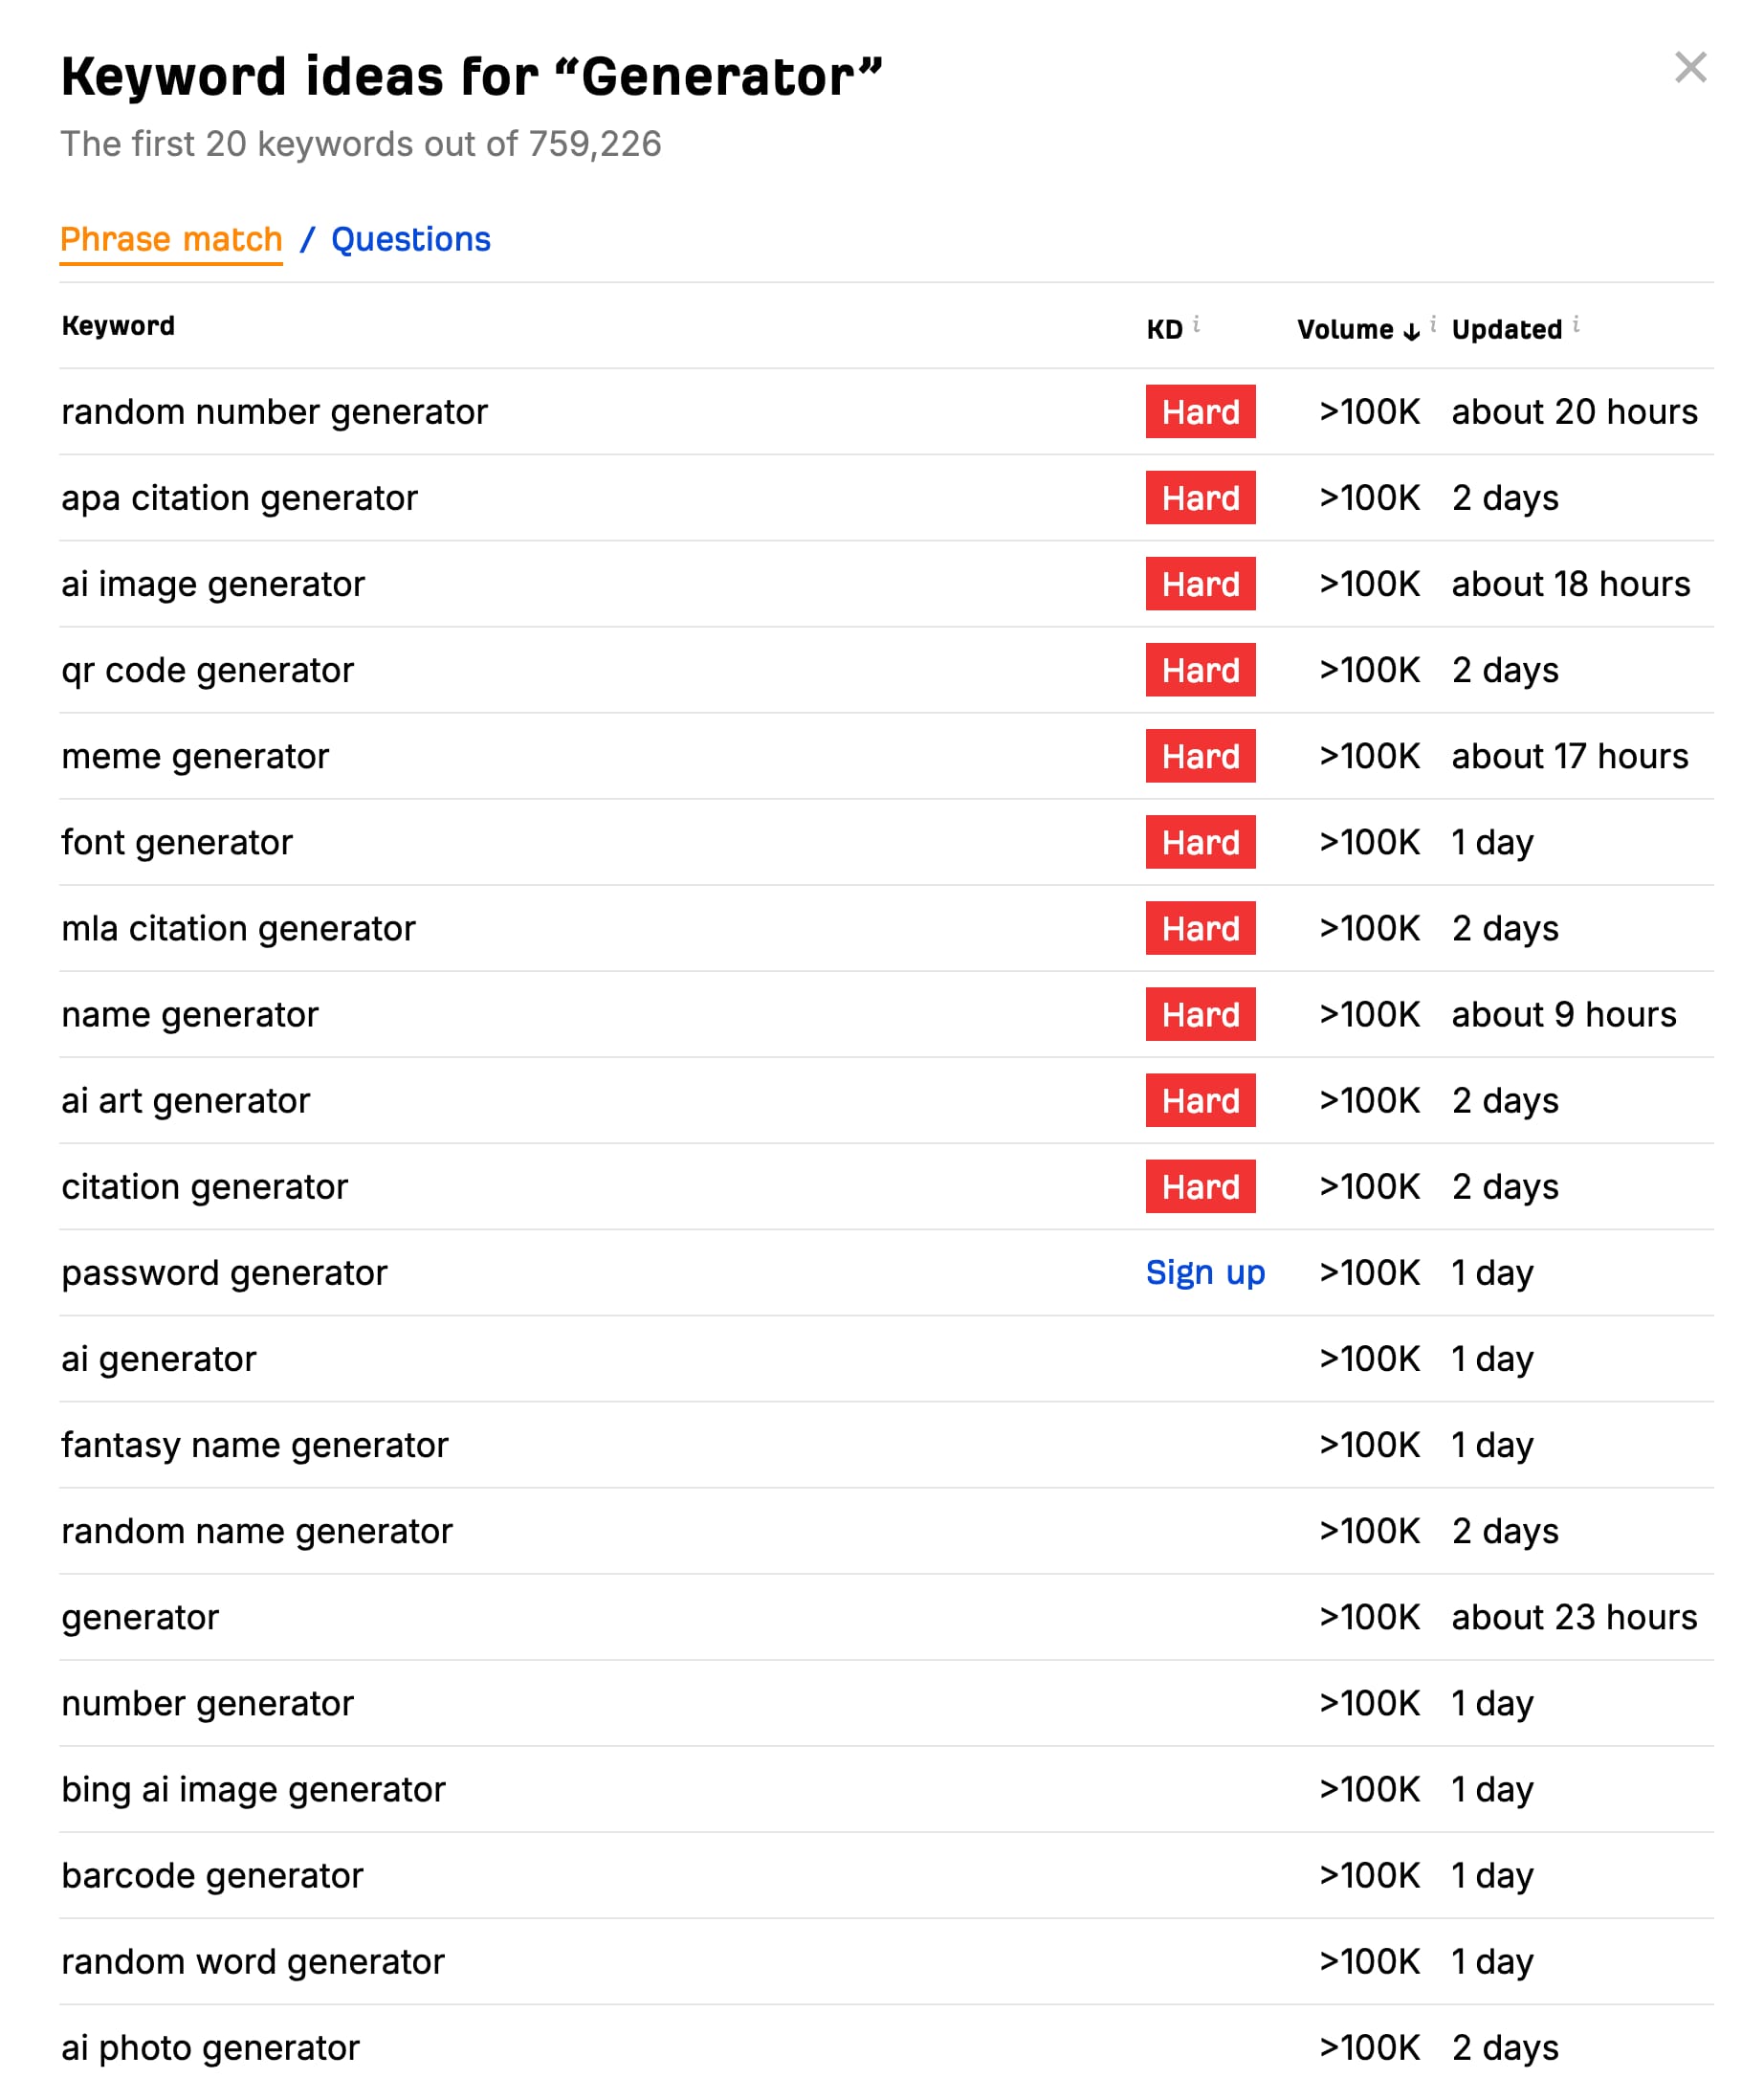 Keyword ideas for “Generator”
The first 20 keywords out of 759,226
Phrase match / Questions
Keyword KD i Volume ↓ i Updated i
random number generator Hard >100K about 20 hours
apa citation generator Hard >100K 2 days
ai image generator Hard >100K about 18 hours
qr code generator Hard >100K 2 days
meme generator Hard >100K about 17 hours
font generator Hard >100K 1 day
mla citation generator Hard >100K 2 days
name generator Hard >100K about 9 hours
ai art generator Hard >100K 2 days
citation generator Hard >100K 2 days
password generator Sign up >100K 1 day
ai generator >100K 1 day
fantasy name generator >100K 1 day
random name generator >100K 2 days
generator >100K about 23 hours
number generator >100K 1 day
bing ai image generator >100K 1 day
barcode generator >100K 1 day
random word generator >100K 1 day
ai photo generator >100K 2 days